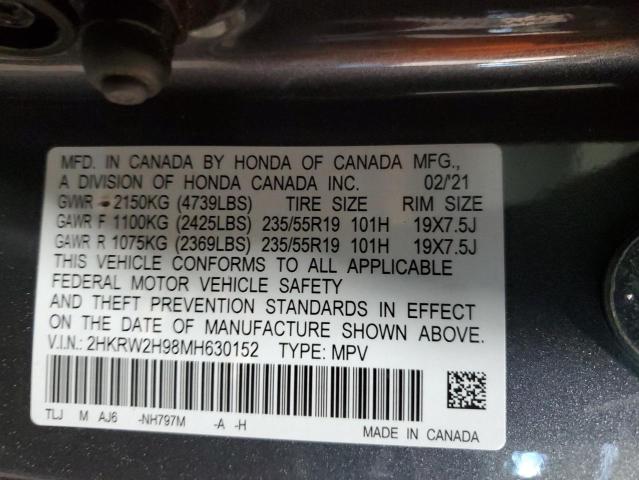 MFD. IN CANADA BY HONDA OF CANADA MFG.,
A DIVISION OF HONDA CANADA INC. 02/'21
GVWR 2150KG (4739LBS) TIRE SIZE RIM SIZE
GAWR F 1100KG (2425LBS) 235/55R19 101H 19X7.5J
GAWR R 1075KG (2369LBS) 235/55R19 101H 19X7.5J
THIS VEHICLE CONFORMS TO ALL APPLICABLE
FEDERAL MOTOR VEHICLE SAFETY
AND THEFT PREVENTION STANDARDS IN EFFECT
ON THE DATE OF MANUFACTURE SHOWN ABOVE.
V.I.N.: 2HKRW2H98MH630152 TYPE: MPV
TLJ M AJ6 -NH797M -A -H
MADE IN CANADA